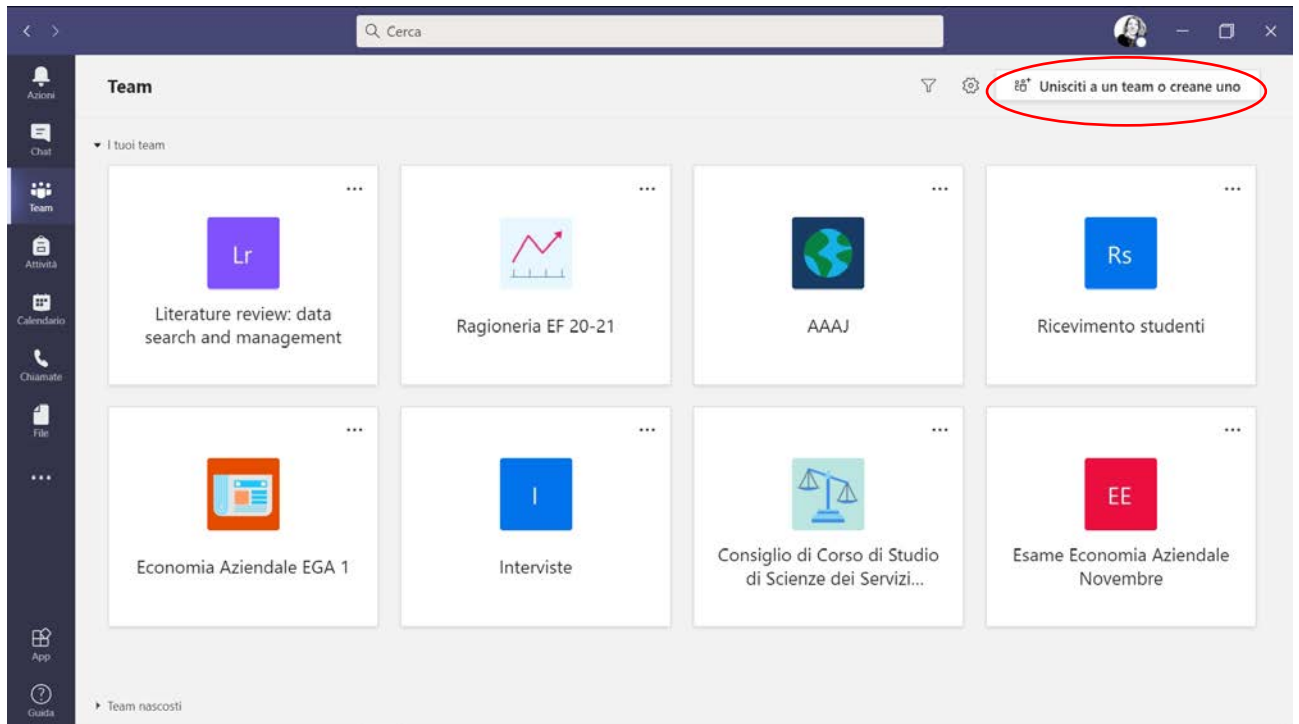 Cerca
Azioni
Chat
Team
Attività
Calendario
Chiamate
File
App
Guida
Team
Unisciti a un team o creane uno
I tuoi team
Lr
Literature review: data
search and management
Ragioneria EF 20-21
AAAJ
Rs
Ricevimento studenti
Economia Aziendale EGA 1
I
Interviste
Consiglio di Corso di Studio
di Scienze dei Servizi...
EE
Esame Economia Aziendale
Novembre
Team nascosti